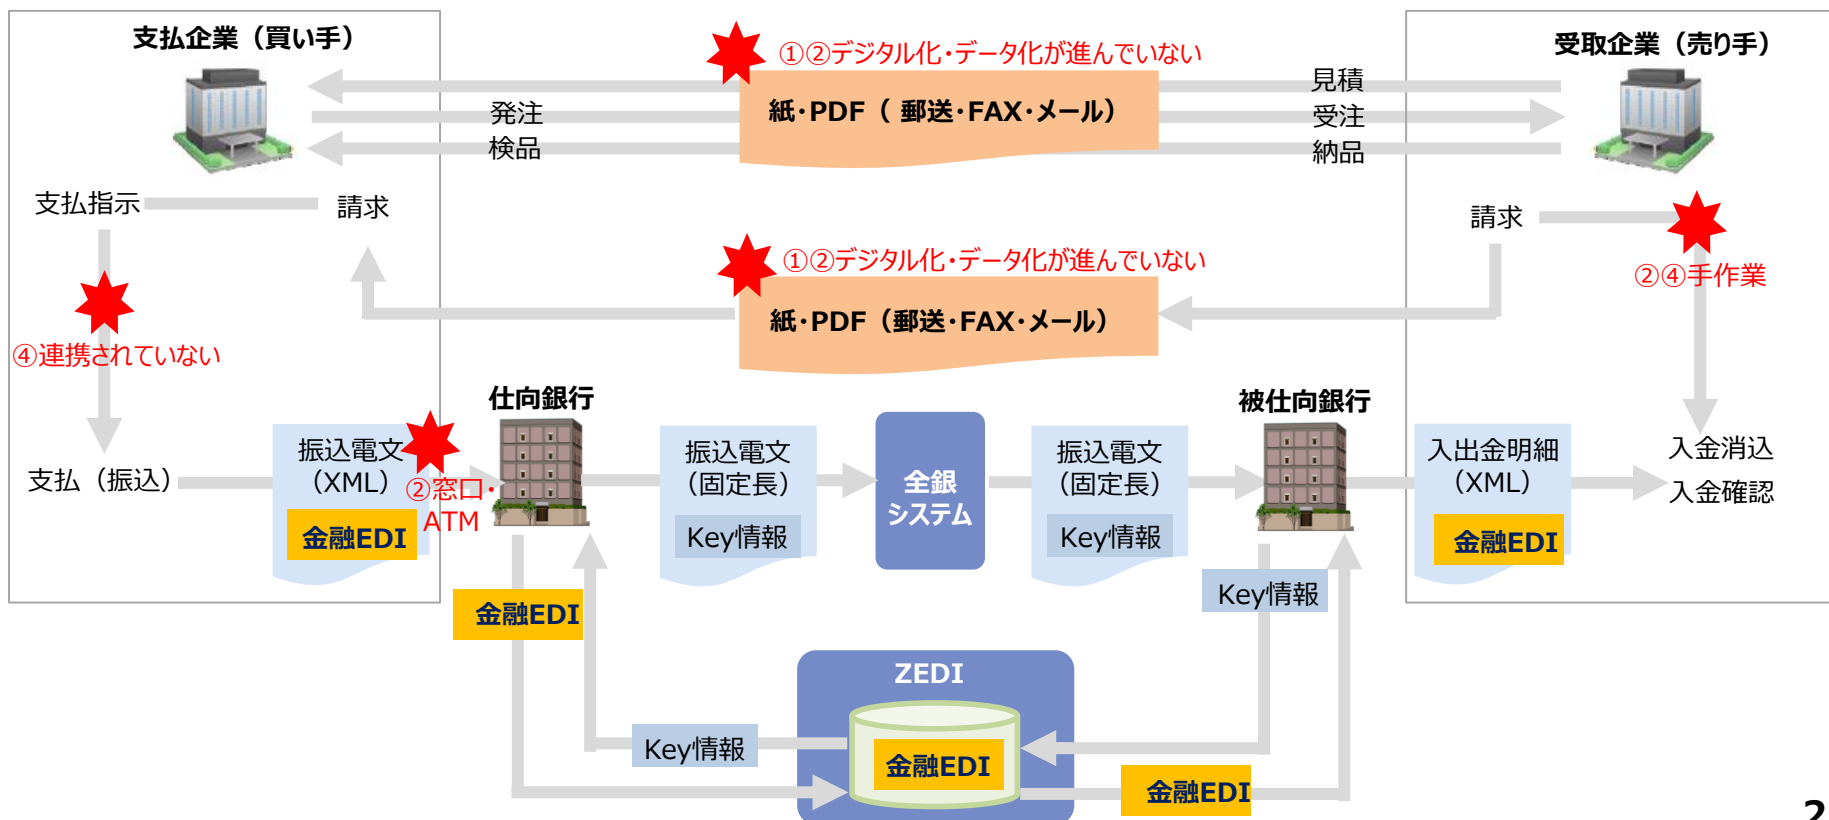 支払企業（買い手）
受取企業（売り手）
①②デジタル化・データ化が進んでいない
紙・PDF（ 郵送・FAX・メール）
発注
検品
見積
受注
納品
支払指示
請求
請求
①②デジタル化・データ化が進んでいない
紙・PDF（郵送・FAX・メール）
②④手作業
④連携されていない
仕向銀行
被仕向銀行
支払（振込）
振込電文
（XML）
金融EDI
②窓口・
ATM
振込電文
（固定長）
Key情報
全銀
システム
振込電文
（固定長）
Key情報
入出金明細
（XML）
金融EDI
入金消込
入金確認
金融EDI
Key情報
ZEDI
Key情報
金融EDI
金融EDI
2